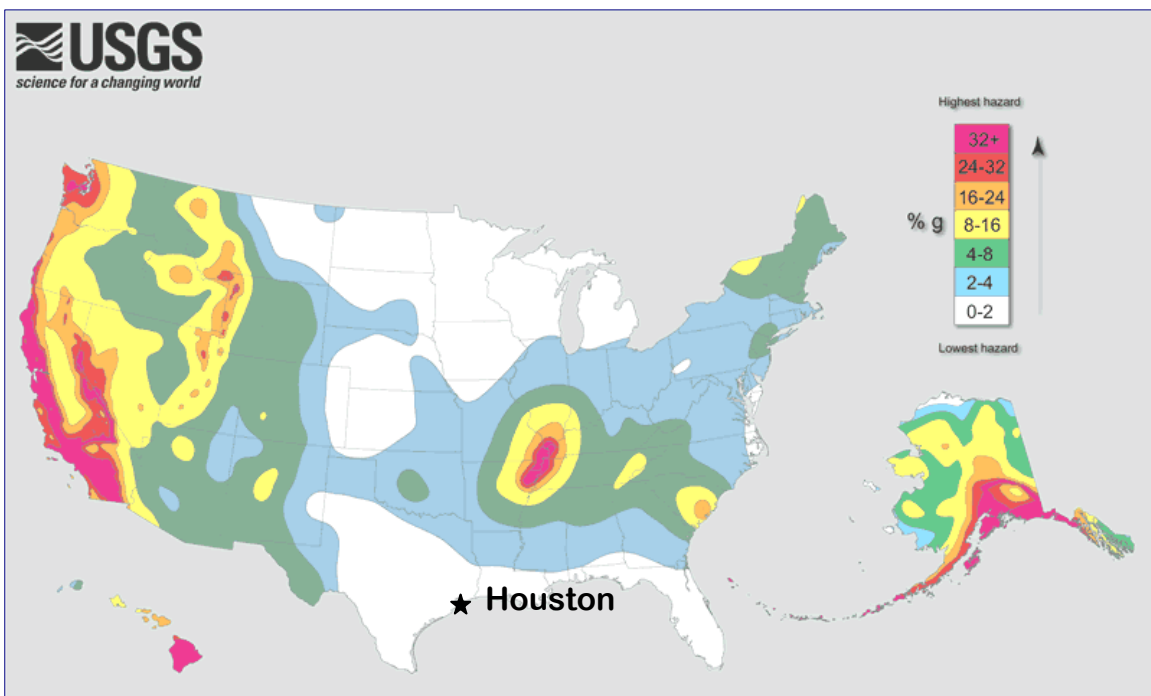 USGS
science for a changing world
Highest hazard
32+
24-32
16-24
% g
8-16
4-8
2-4
0-2
Lowest hazard
Houston